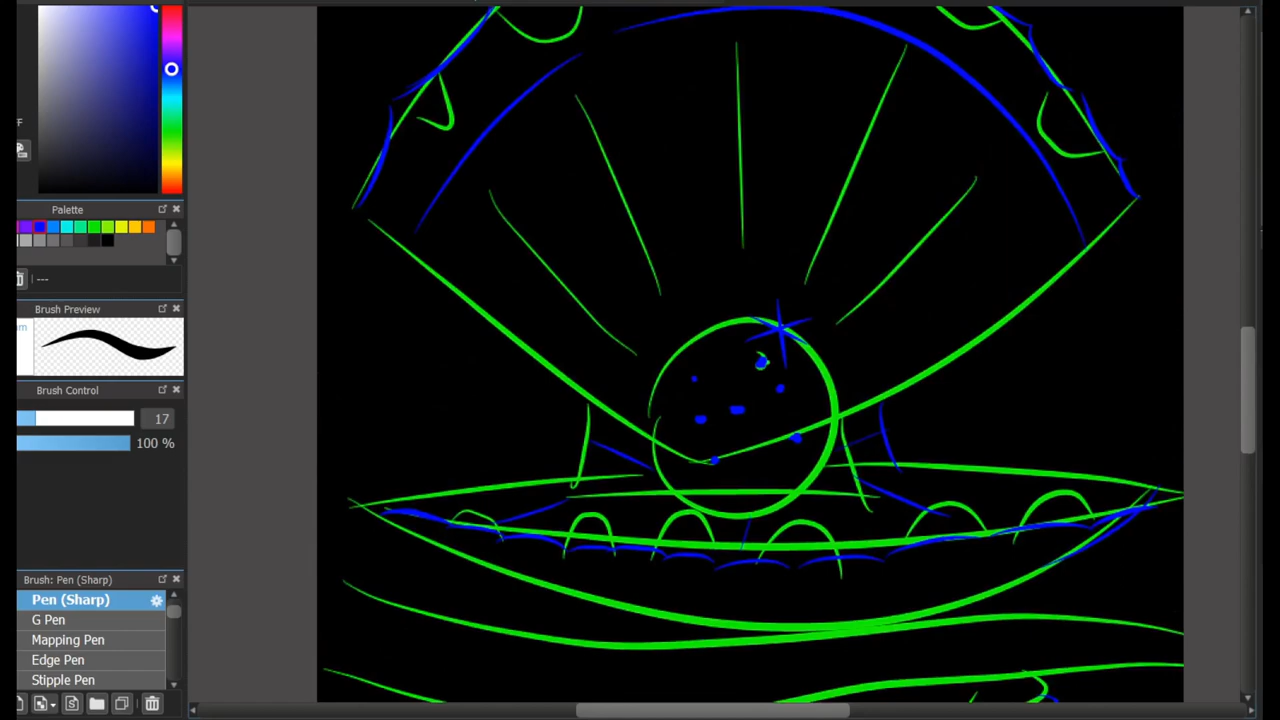 F
Palette
---
Brush Preview
m
Brush Control
17
100 %
Brush: Pen (Sharp)
Pen (Sharp)
G Pen
Mapping Pen
Edge Pen
Stipple Pen
S